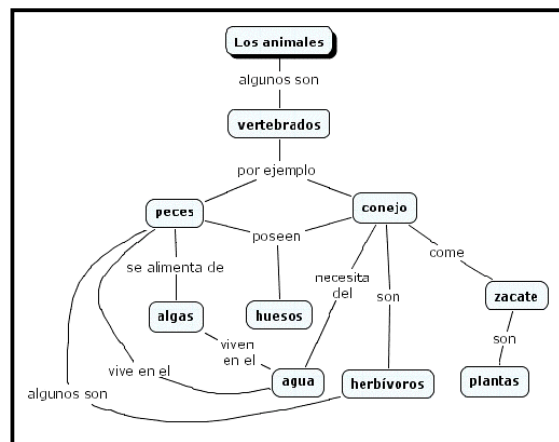 Los animales
algunos son
vertebrados
por ejemplo
peces
conejo
poseen
come
se alimenta de
necesita
del
son
zacate
algas
huesos
viven
en el
son
vive en el
agua
herbívoros
plantas
algunos son